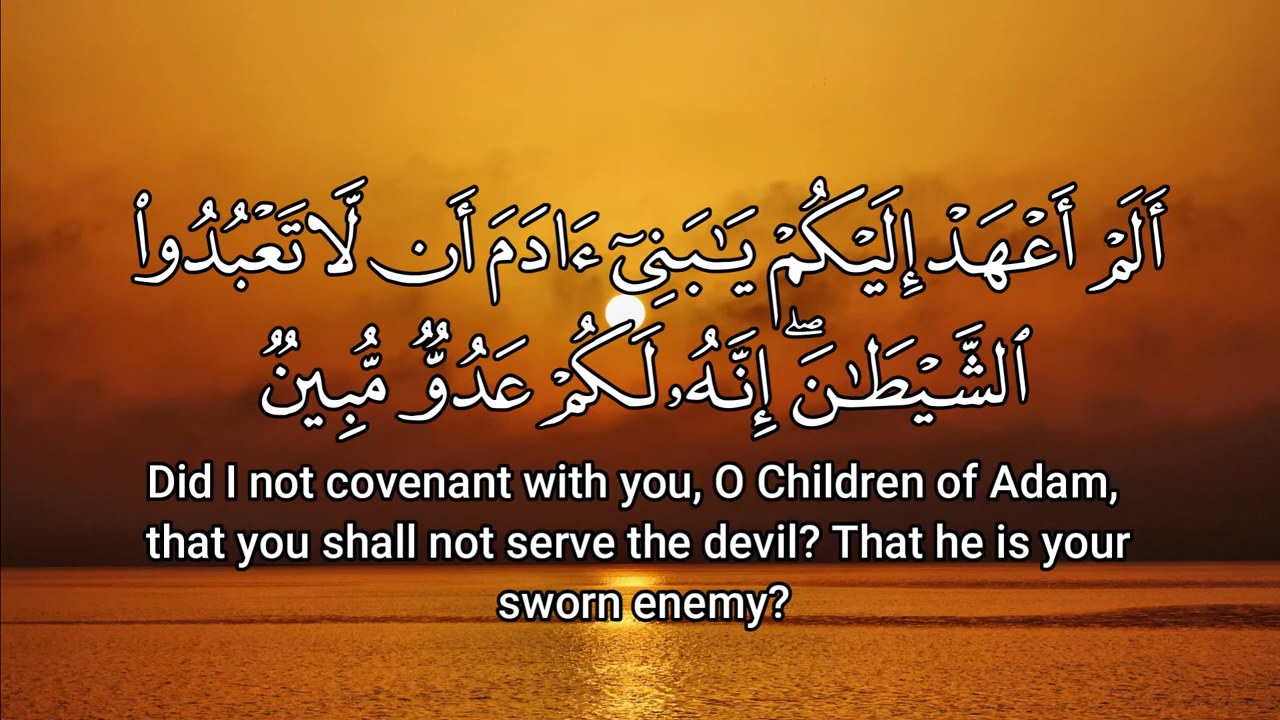 أَلَمْ أَعْهَدْ إِلَيْكُمْ يَـٰبَنِىٓ ءَادَمَ أَن لَّا تَعْبُدُوا۟
ٱلشَّيْطَـٰنَ ۖ إِنَّهُۥ لَكُمْ عَدُوٌّ مُّبِينٌ
Did I not covenant with you, O Children of Adam,
that you shall not serve the devil? That he is your
sworn enemy?